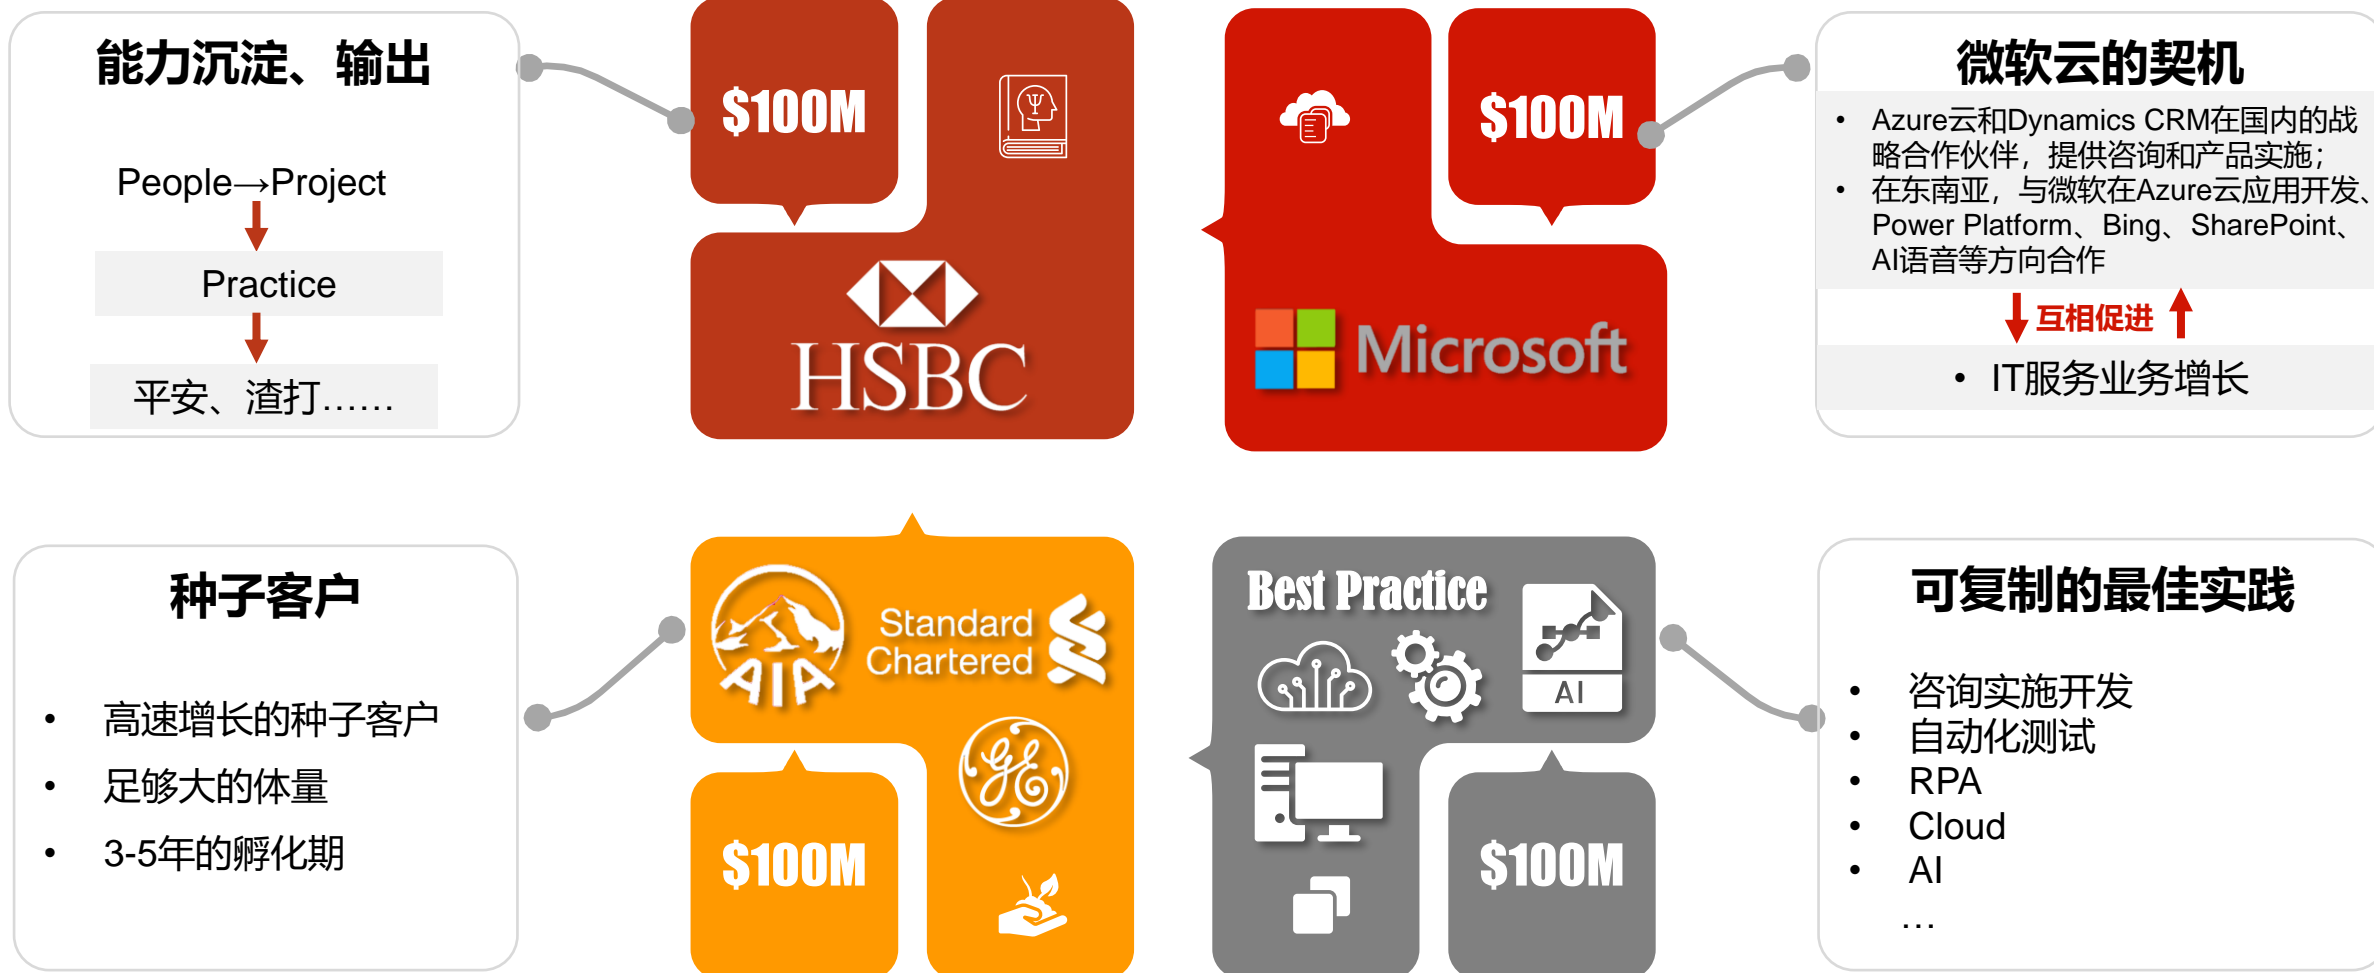 能力沉淀、输出
People→Project
Practice
平安、渣打……
$100M
HSBC
$100M
Microsoft
微软云的契机
• Azure云和Dynamics CRM在国内的战
略合作伙伴，提供咨询和产品实施；
• 在东南亚，与微软在Azure云应用开发、
Power Platform、Bing、SharePoint、
AI语音等方向合作
互相促进
• IT服务业务增长
种子客户
• 高速增长的种子客户
• 足够大的体量
• 3-5年的孵化期
AIA
Standard
Chartered
GE
$100M
Best Practice
AI
$100M
可复制的最佳实践
• 咨询实施开发
• 自动化测试
• RPA
• Cloud
• AI
…